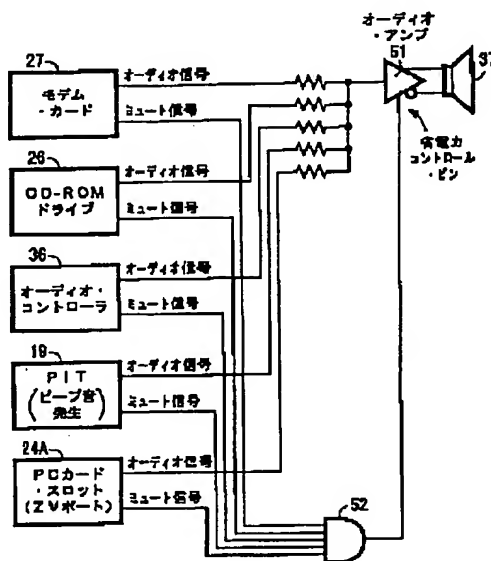 オーディオ
・アンプ
51
37
省電力
コントロール
・ピン
27
モデム
・カード
オーディオ信号
ミュート信号
26
CD-ROM
ドライブ
オーディオ信号
ミュート信号
36
オーディオ・
コントローラ
オーディオ信号
ミュート信号
19
PIT
(ビープ音
発生)
オーディオ信号
ミュート信号
24A
PCカード
・スロット
(ZVポート)
オーディオ信号
ミュート信号
52